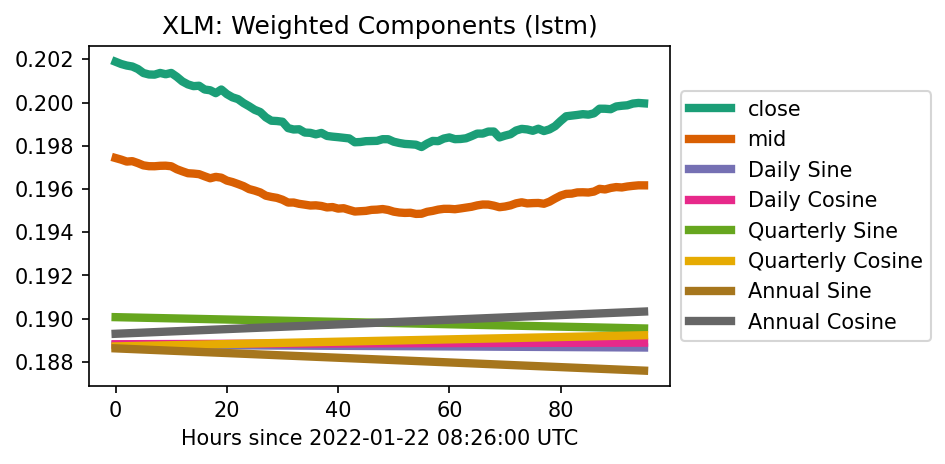 XLM: Weighted Components (lstm)
0.202
0.200
0.198
0.196
0.194
0.192
0.190
0.188
0 20 40 60 80
Hours since 2022-01-22 08:26:00 UTC
close
mid
Daily Sine
Daily Cosine
Quarterly Sine
Quarterly Cosine
Annual Sine
Annual Cosine